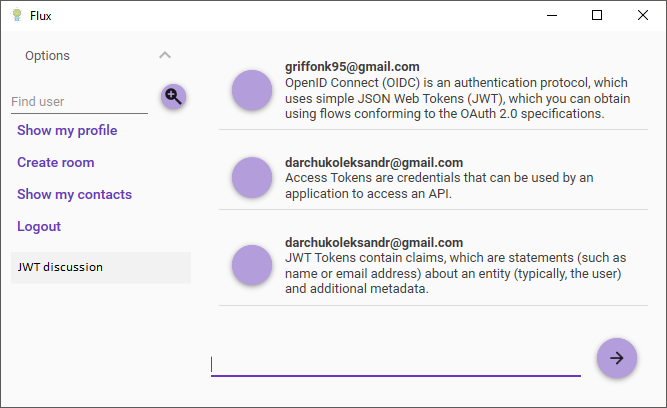 Flux
Options
Find user
Show my profile
Create room
Show my contacts
Logout
JWT discussion
griffonk95@gmail.com
OpenID Connect (OIDC) is an authentication protocol, which
uses simple JSON Web Tokens (JWT), which you can obtain
using flows conforming to the OAuth 2.0 specifications.
darchukoleksandr@gmail.com
Access Tokens are credentials that can be used by an
application to access an API.
darchukoleksandr@gmail.com
JWT Tokens contain claims, which are statements (such as
name or email address) about an entity (typically, the user)
and additional metadata.